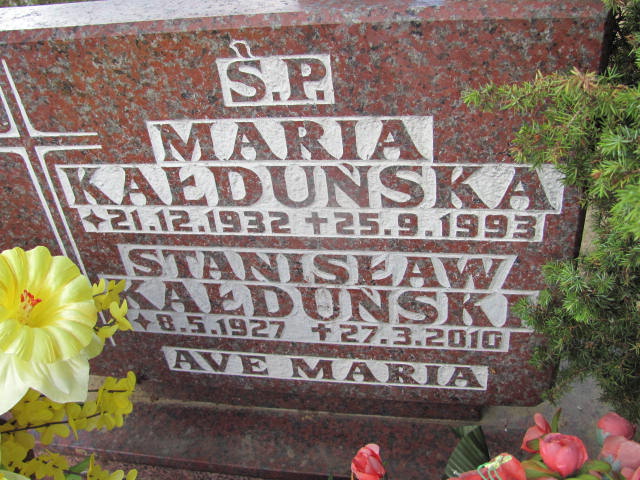 Ś.P.
MARIA
KAŁDUŃSKA
✦21.12.1932 ✝25.9.1993
STANISŁAW
KAŁDUŃSKI
✦8.5.1927 ✝27.3.2010
AVE MARIA